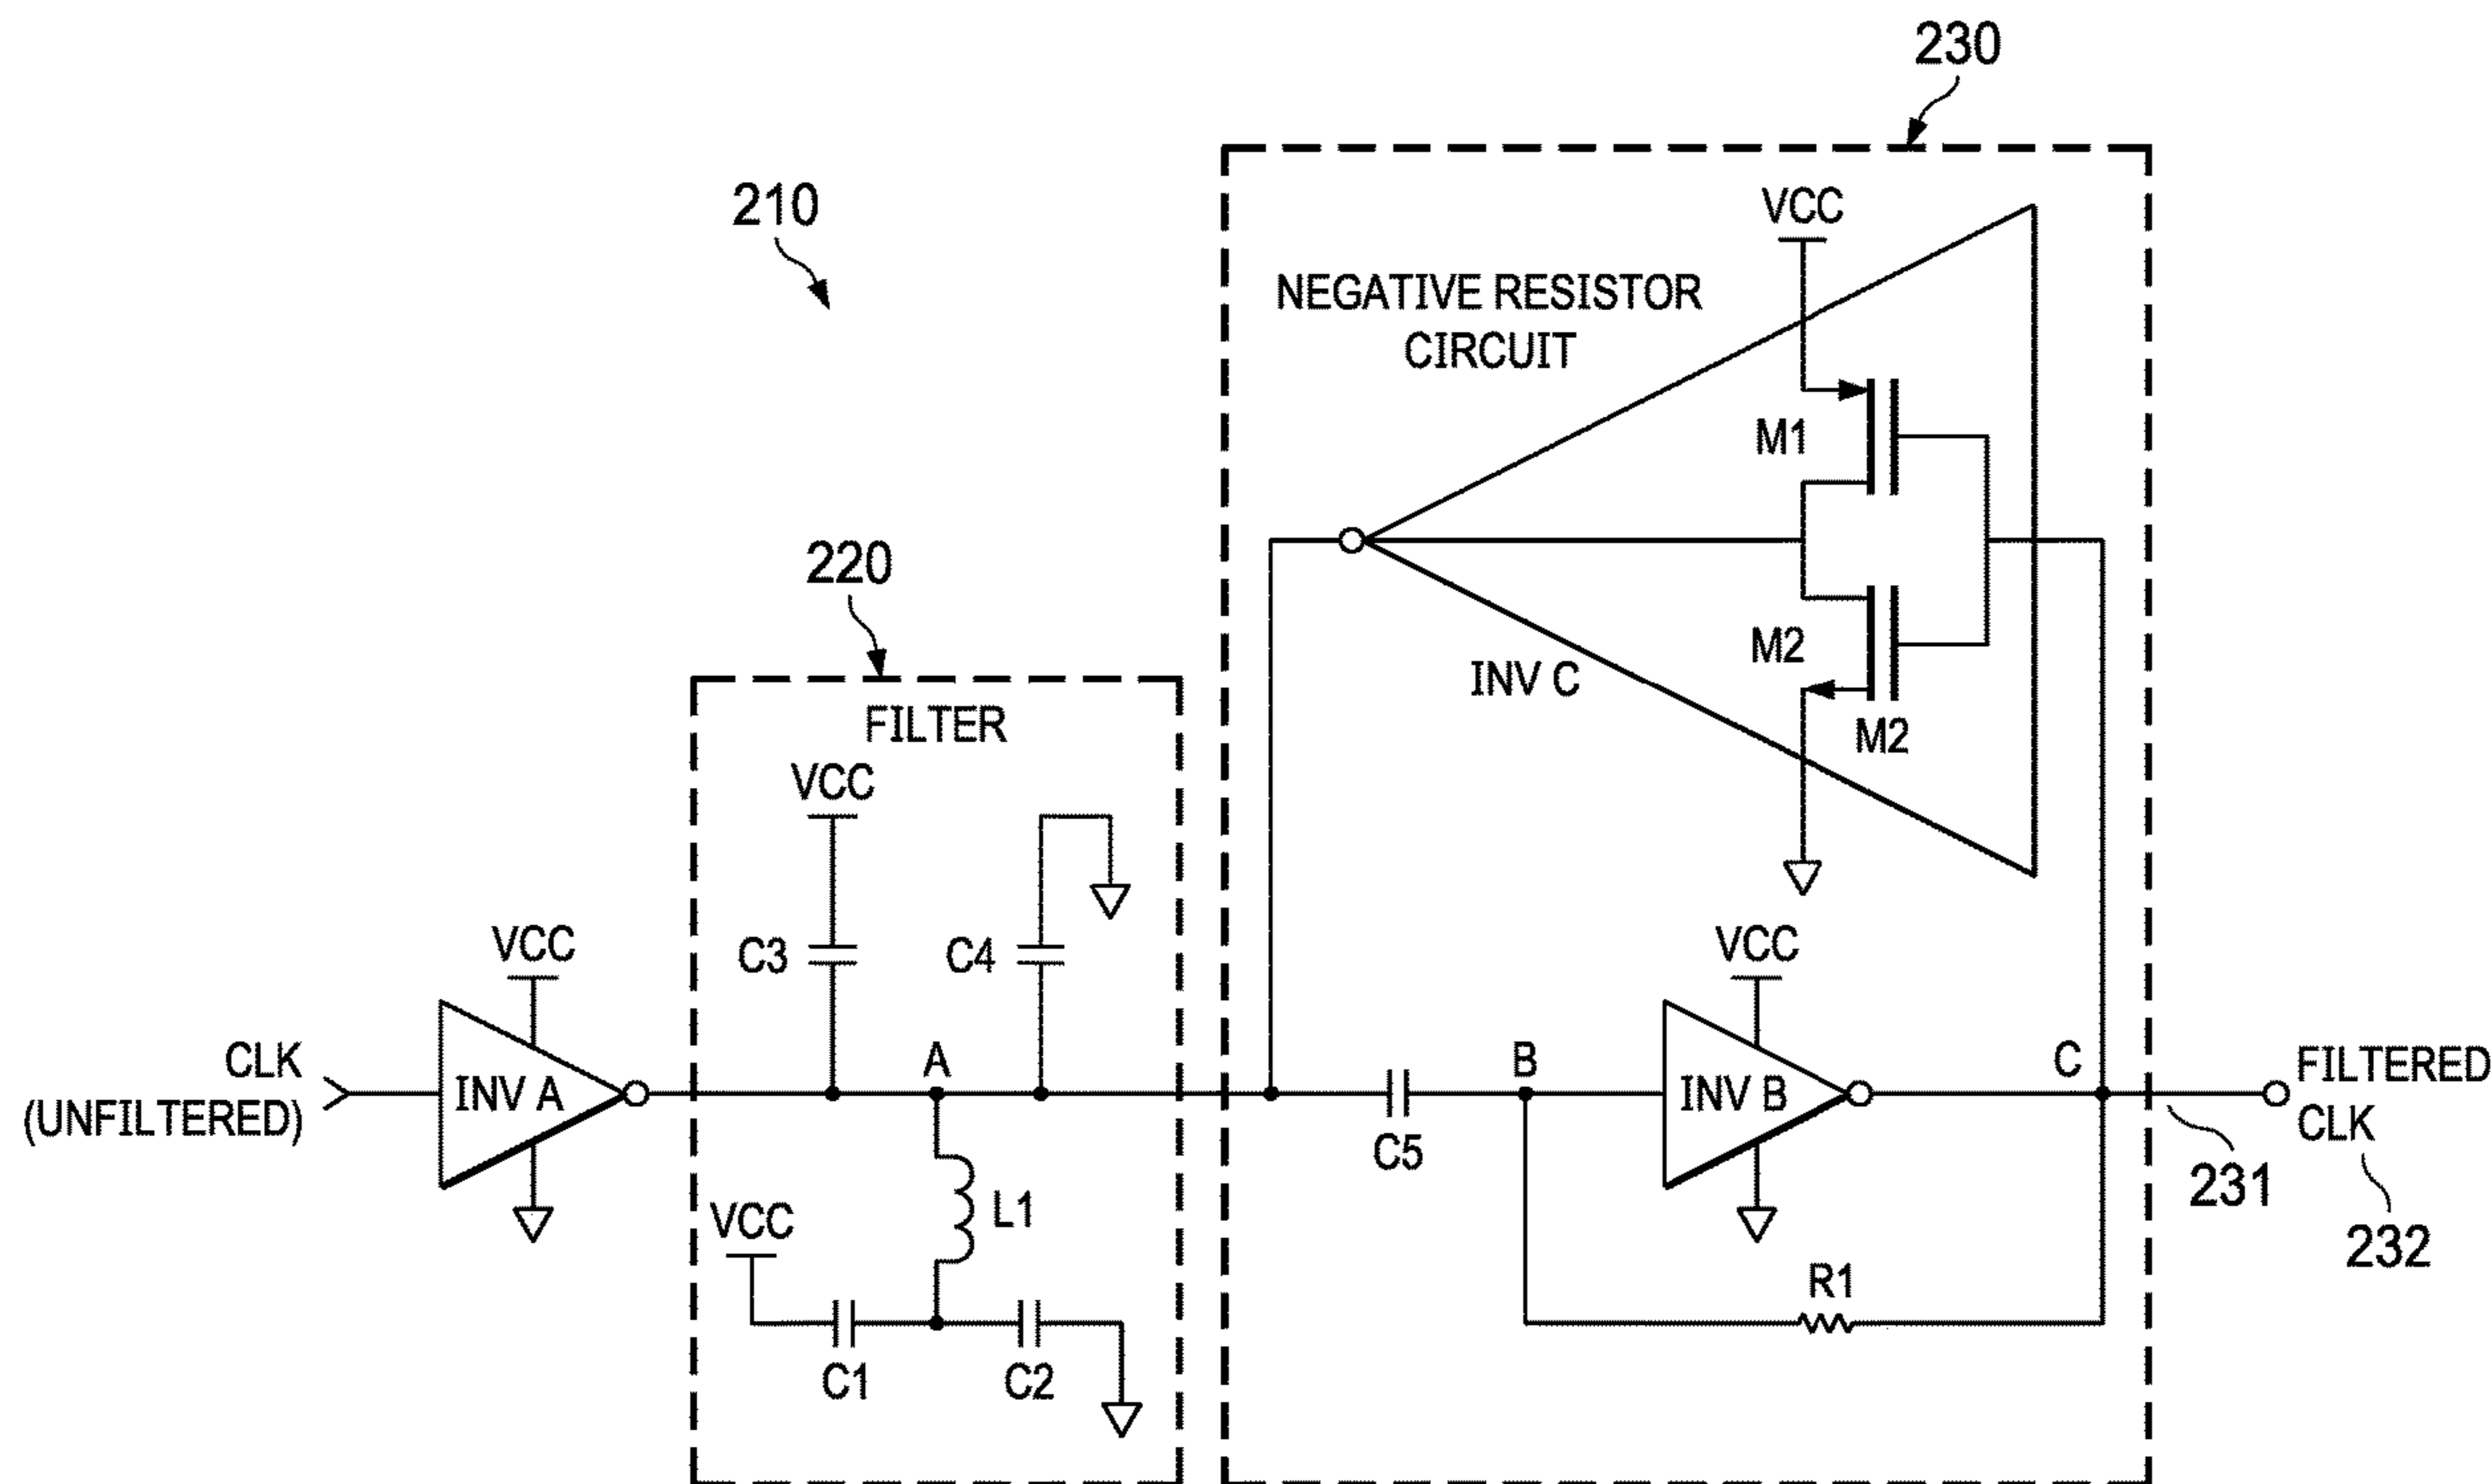 230
210
VCC
NEGATIVE RESISTOR
CIRCUIT
M1
220
M2
INV C
FILTER
M2
VCC
VCC
C3
C4
VCC
CLK
(UNFILTERED)
INV A
A
B
INV B
C
FILTERED
CLK
C5
231
232
VCC
L1
R1
C1
C2